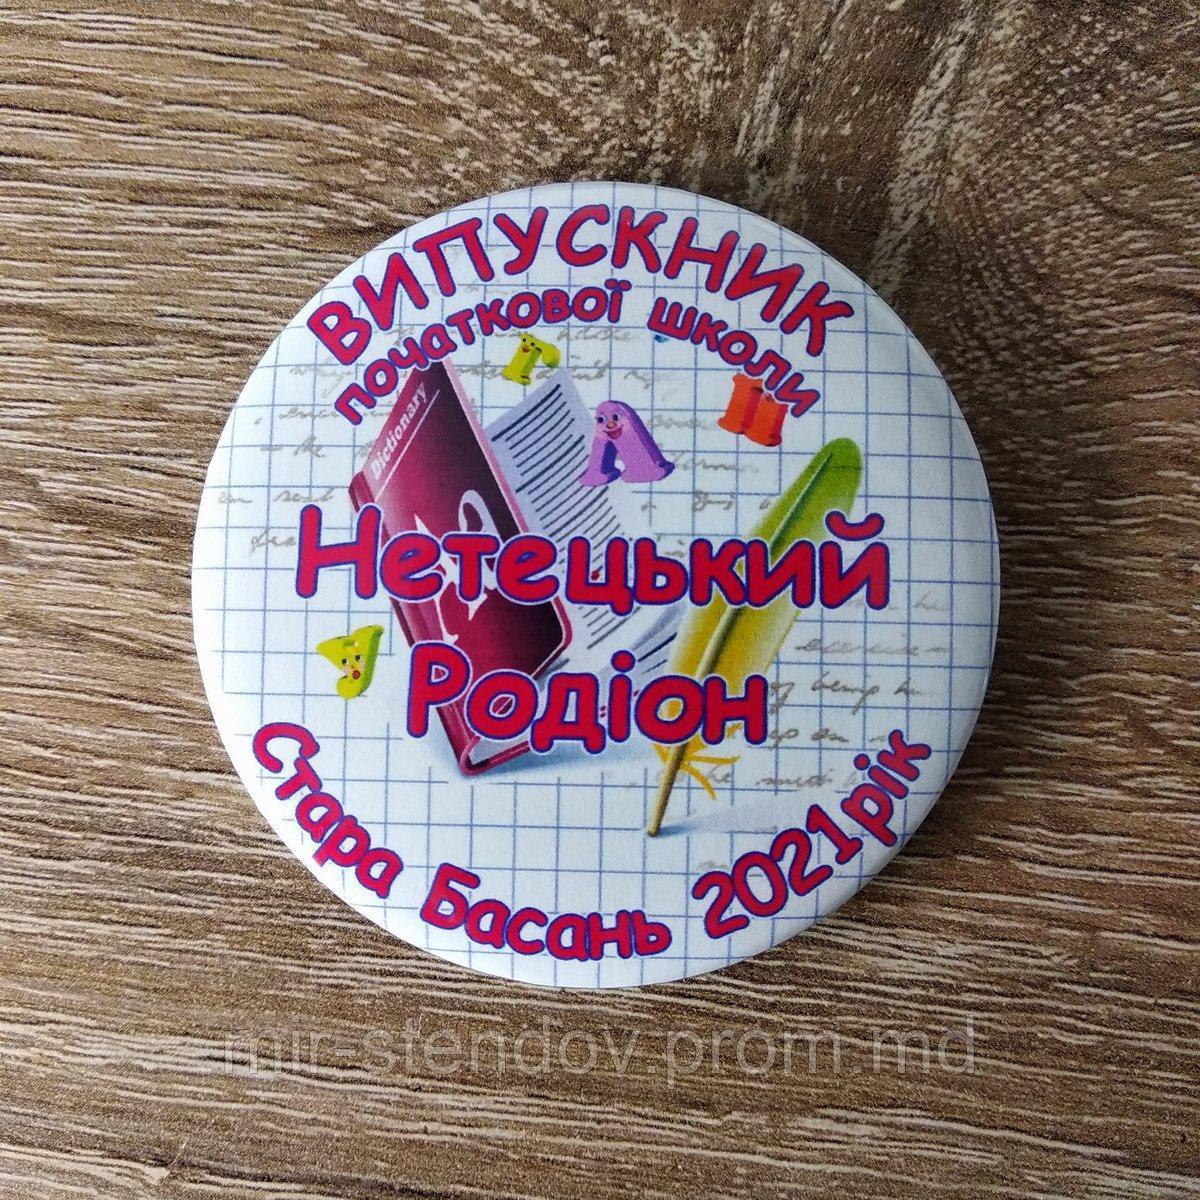 ВИПУСКНИК
початкової школи
Dictionary
Нетецький
Родіон
Стара Басань 2021рік
mir-stendov.prom.md